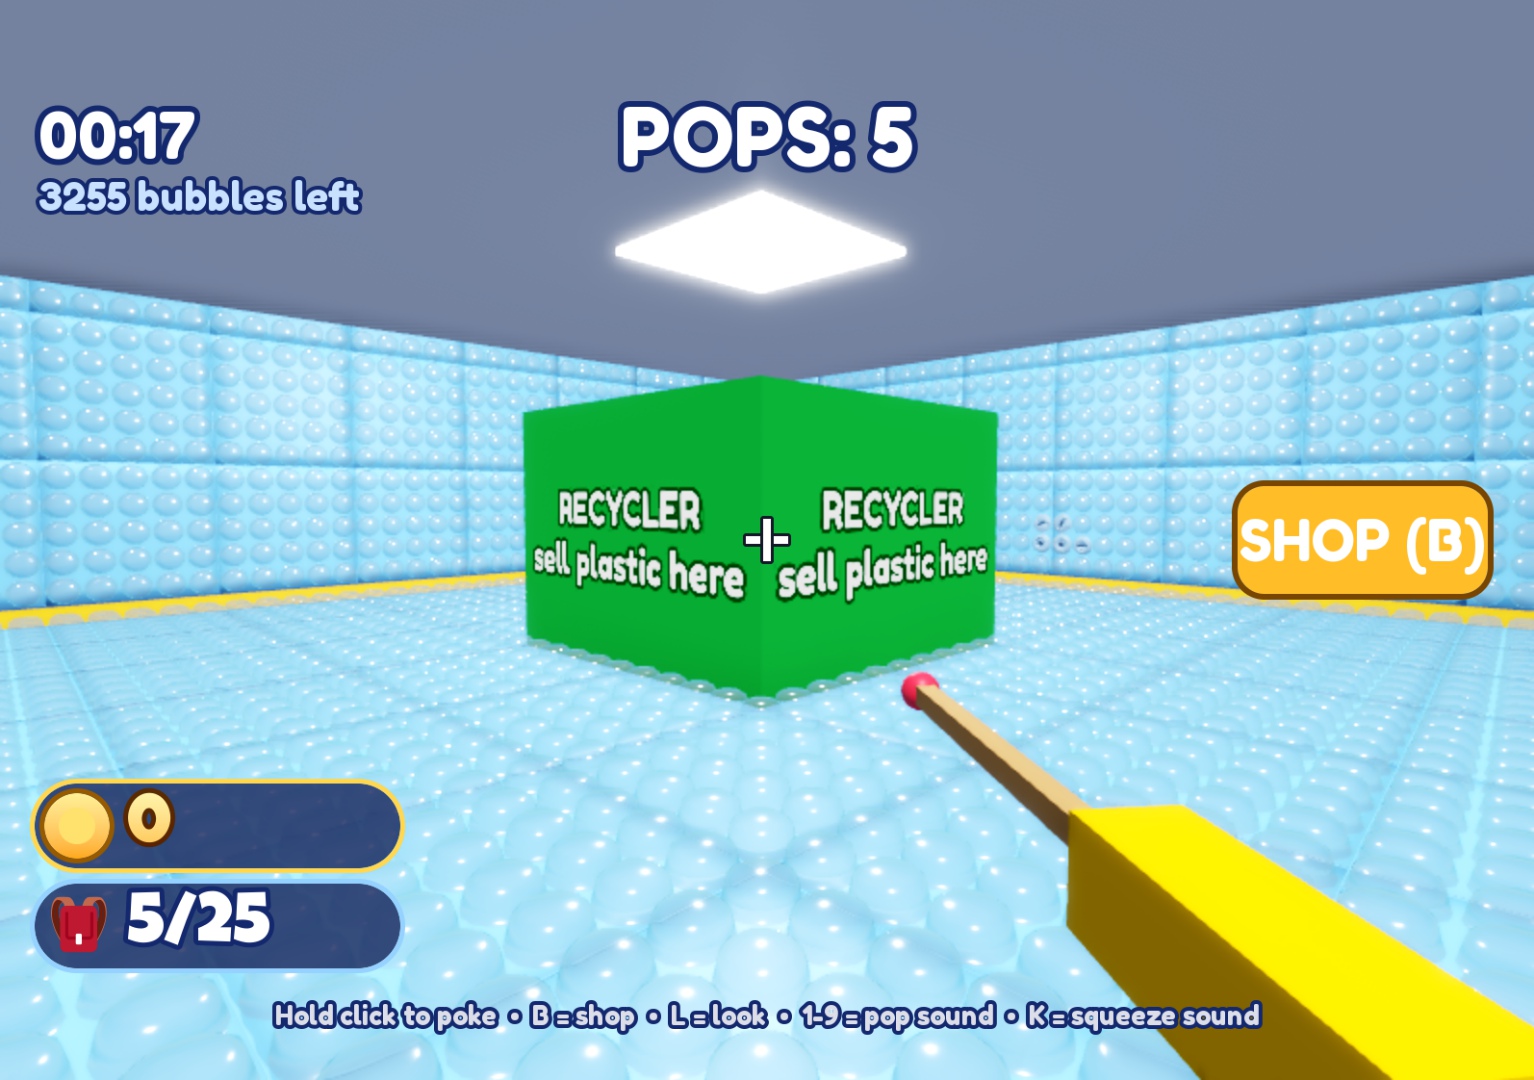 00:17
3255 bubbles left
POPS: 5
RECYCLER
sell plastic here
RECYCLER
sell plastic here
SHOP (B)
0
5/25
Hold click to poke • B = shop • L = look • 1-9 = pop sound • K = squeeze sound